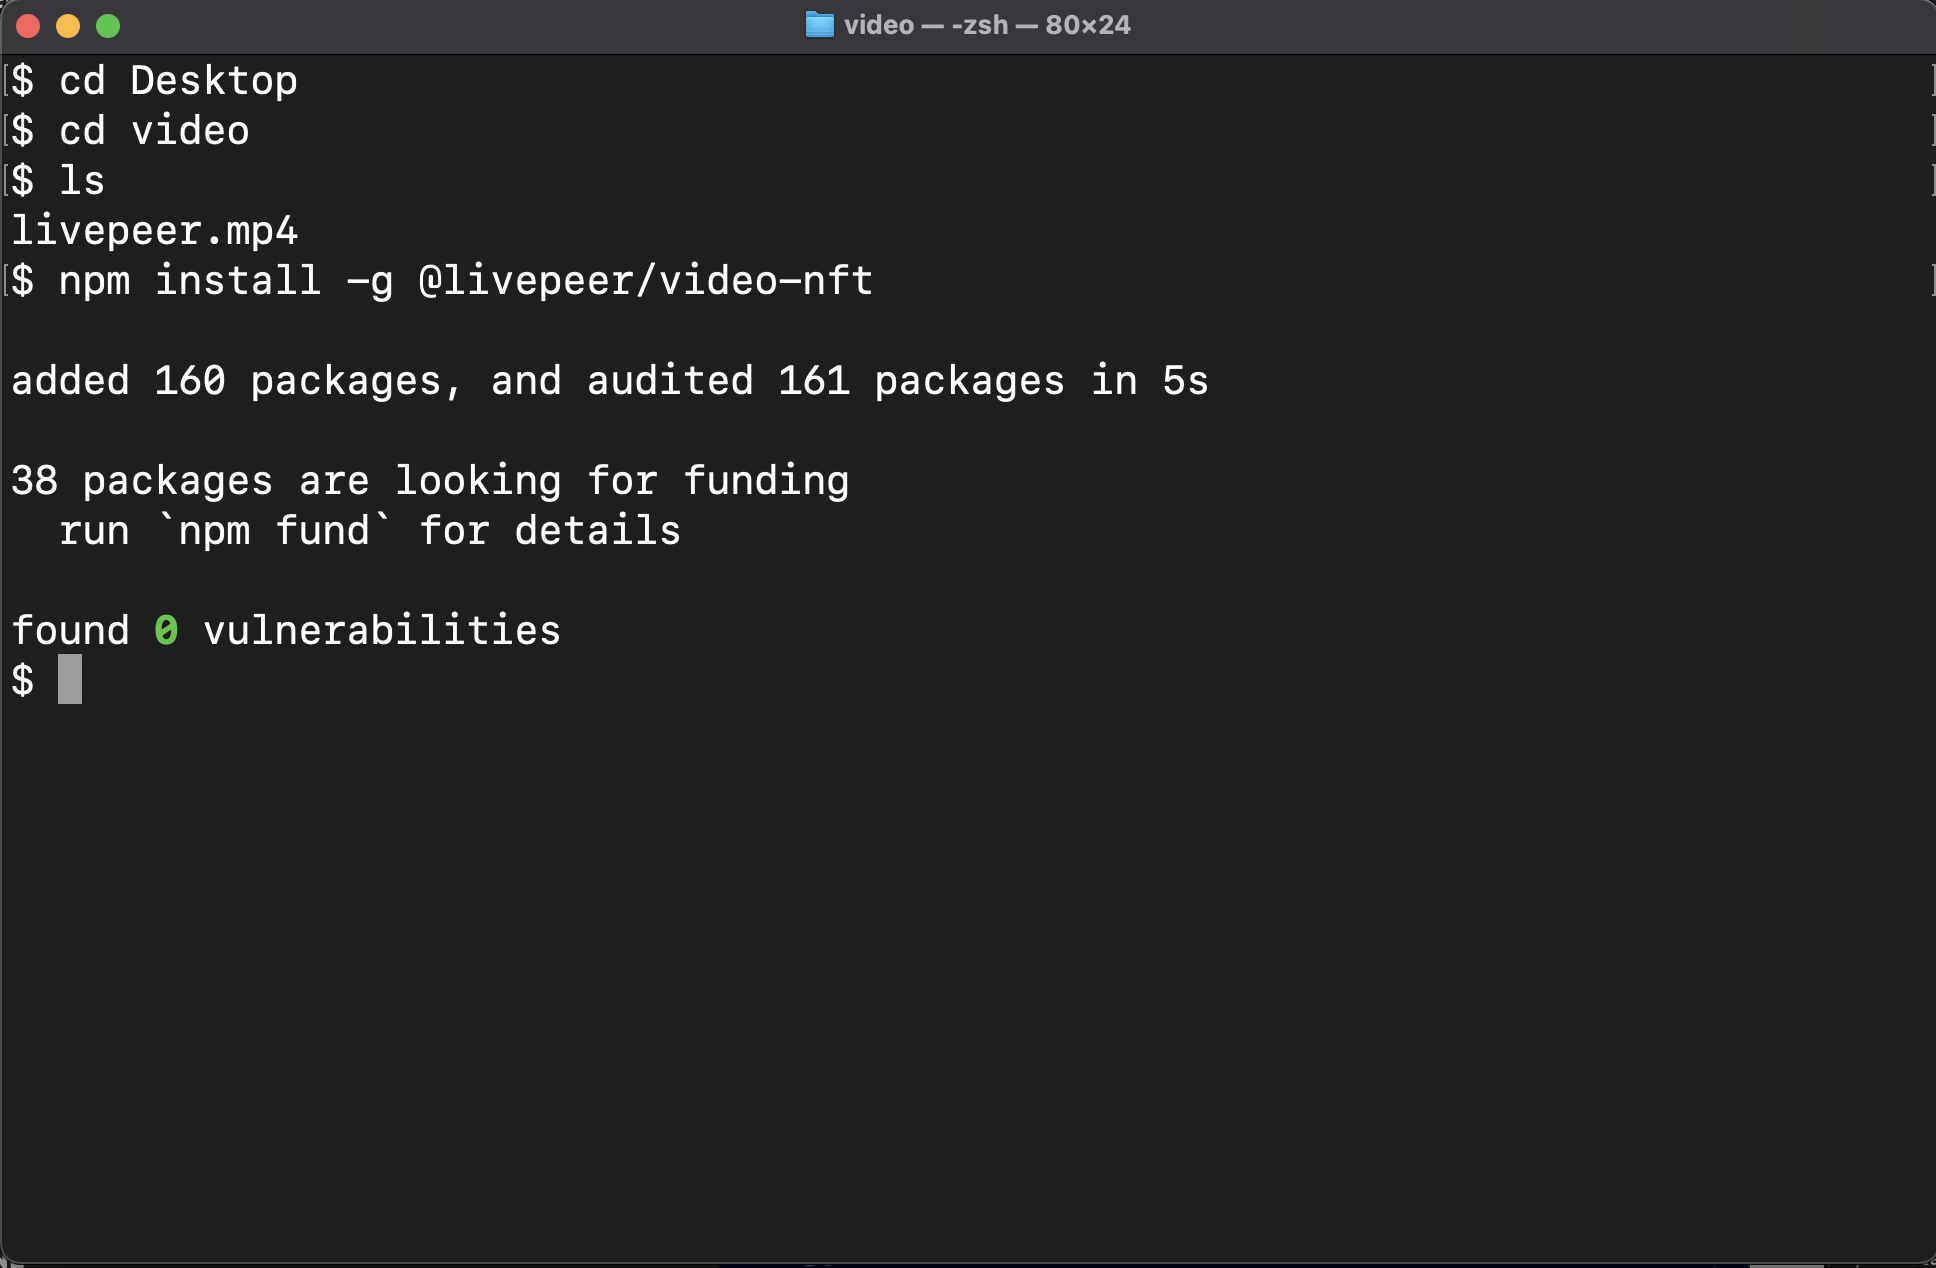 video — -zsh — 80×24
$ cd Desktop
$ cd video
$ ls
livepeer.mp4
$ npm install -g @livepeer/video-nft
added 160 packages, and audited 161 packages in 5s
38 packages are looking for funding
  run `npm fund` for details
found 0 vulnerabilities
$